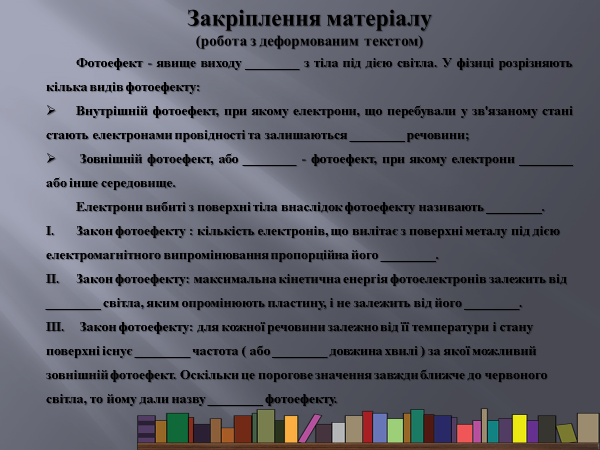 Закріплення матеріалу
(робота з деформованим текстом)
Фотоефект - явище виходу ________ з тіла під дією світла. У фізиці розрізняють
кілька видів фотоефекту:
➢ Внутрішній фотоефект, при якому електрони, що перебували у зв'язаному стані
стають електронами провідності та залишаються ________ речовини;
➢ Зовнішній фотоефект, або ________ - фотоефект, при якому електрони ________
або інше середовище.
Електрони вибиті з поверхні тіла внаслідок фотоефекту називають ________.
I. Закон фотоефекту : кількість електронів, що вилітає з поверхні металу під дією
електромагнітного випромінювання пропорційна його ________.
II. Закон фотоефекту: максимальна кінетична енергія фотоелектронів залежить від
________ світла, яким опромінюють пластину, і не залежить від його ________.
III. Закон фотоефекту: для кожної речовини залежно від її температури і стану
поверхні існує ________ частота ( або ________ довжина хвилі ) за якої можливий
зовнішній фотоефект. Оскільки це порогове значення завжди ближче до червоного
світла, то йому дали назву ________ фотоефекту.